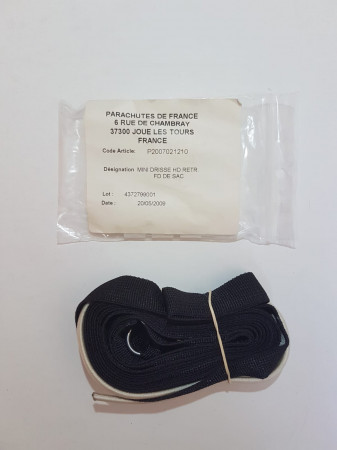 PARACHUTES DE FRANCE
6 RUE DE CHAMBRAY
37300 JOUE LES TOURS
FRANCE
Code Article: P2007021210
Désignation MINI DRISSE HO RETR
FD DE SAC
Lot : 4372799001
Date : 20/05/2009